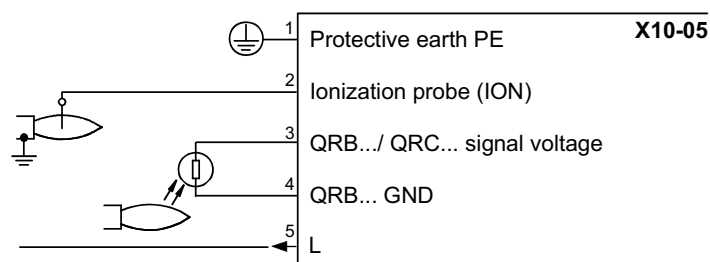 X10-05
1 Protective earth PE
2 Ionization probe (ION)
3 QRB.../ QRC... signal voltage
4 QRB... GND
5 L